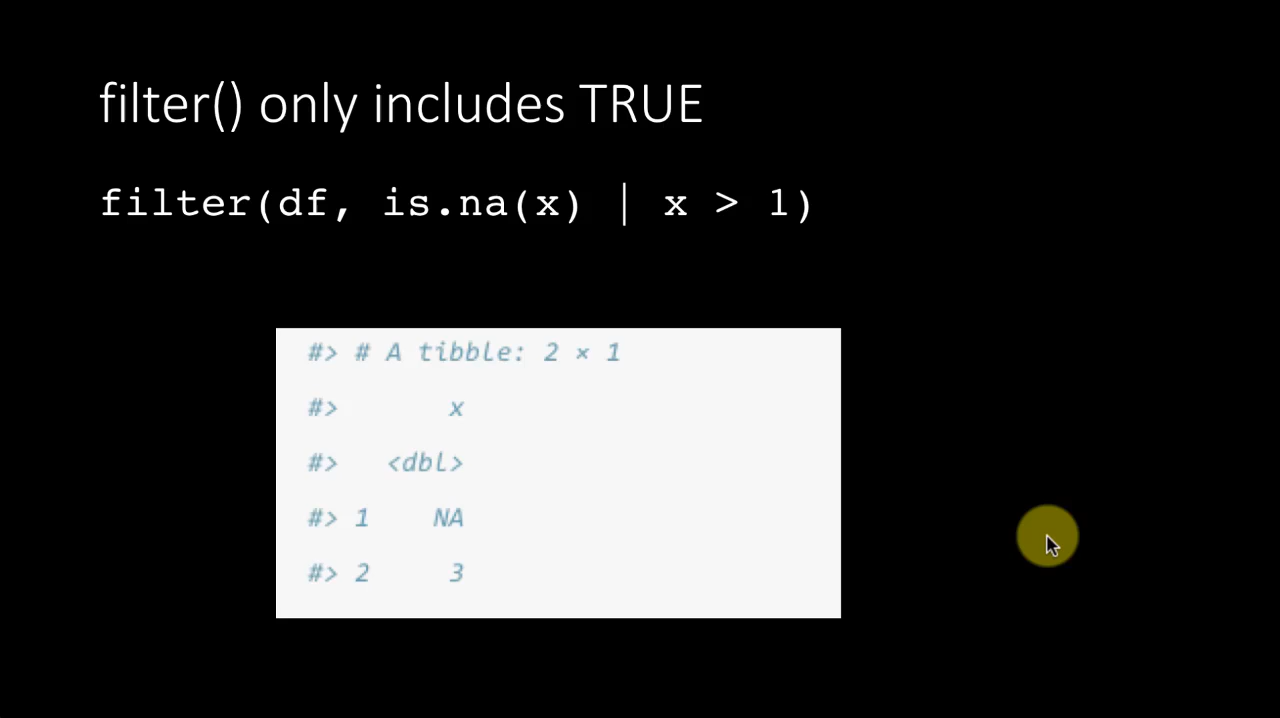 filter() only includes TRUE
filter(df, is.na(x) | x > 1)
#> # A tibble: 2 × 1
#>       x
#>   <dbl>
#> 1    NA
#> 2     3